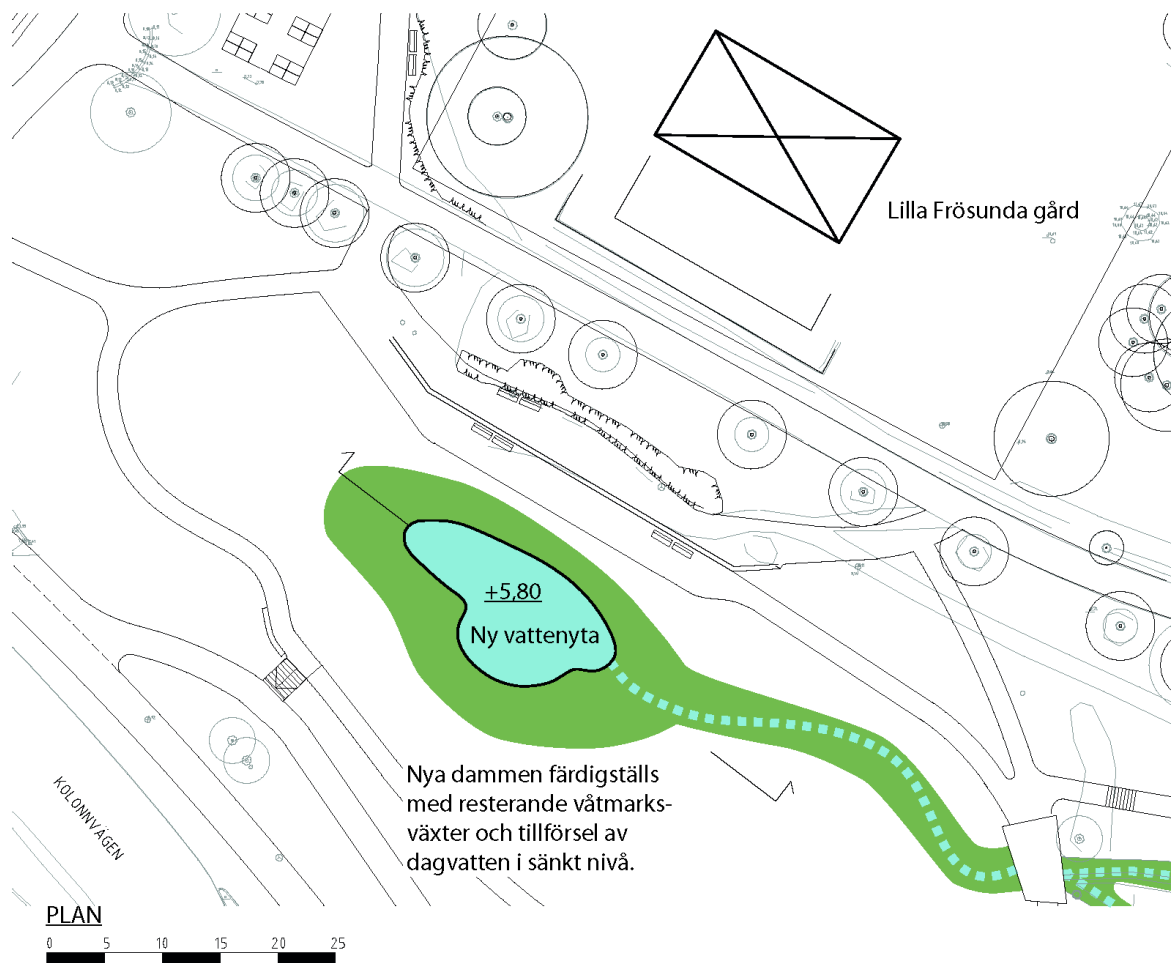 Lilla Frösunda gård
+5,80
Ny vattenyta
Nya dammen färdigställs
med resterande våtmarks-
växter och tillförsel av
dagvatten i sänkt nivå.
KOLONNVÄGEN
PLAN
0 5 10 15 20 25